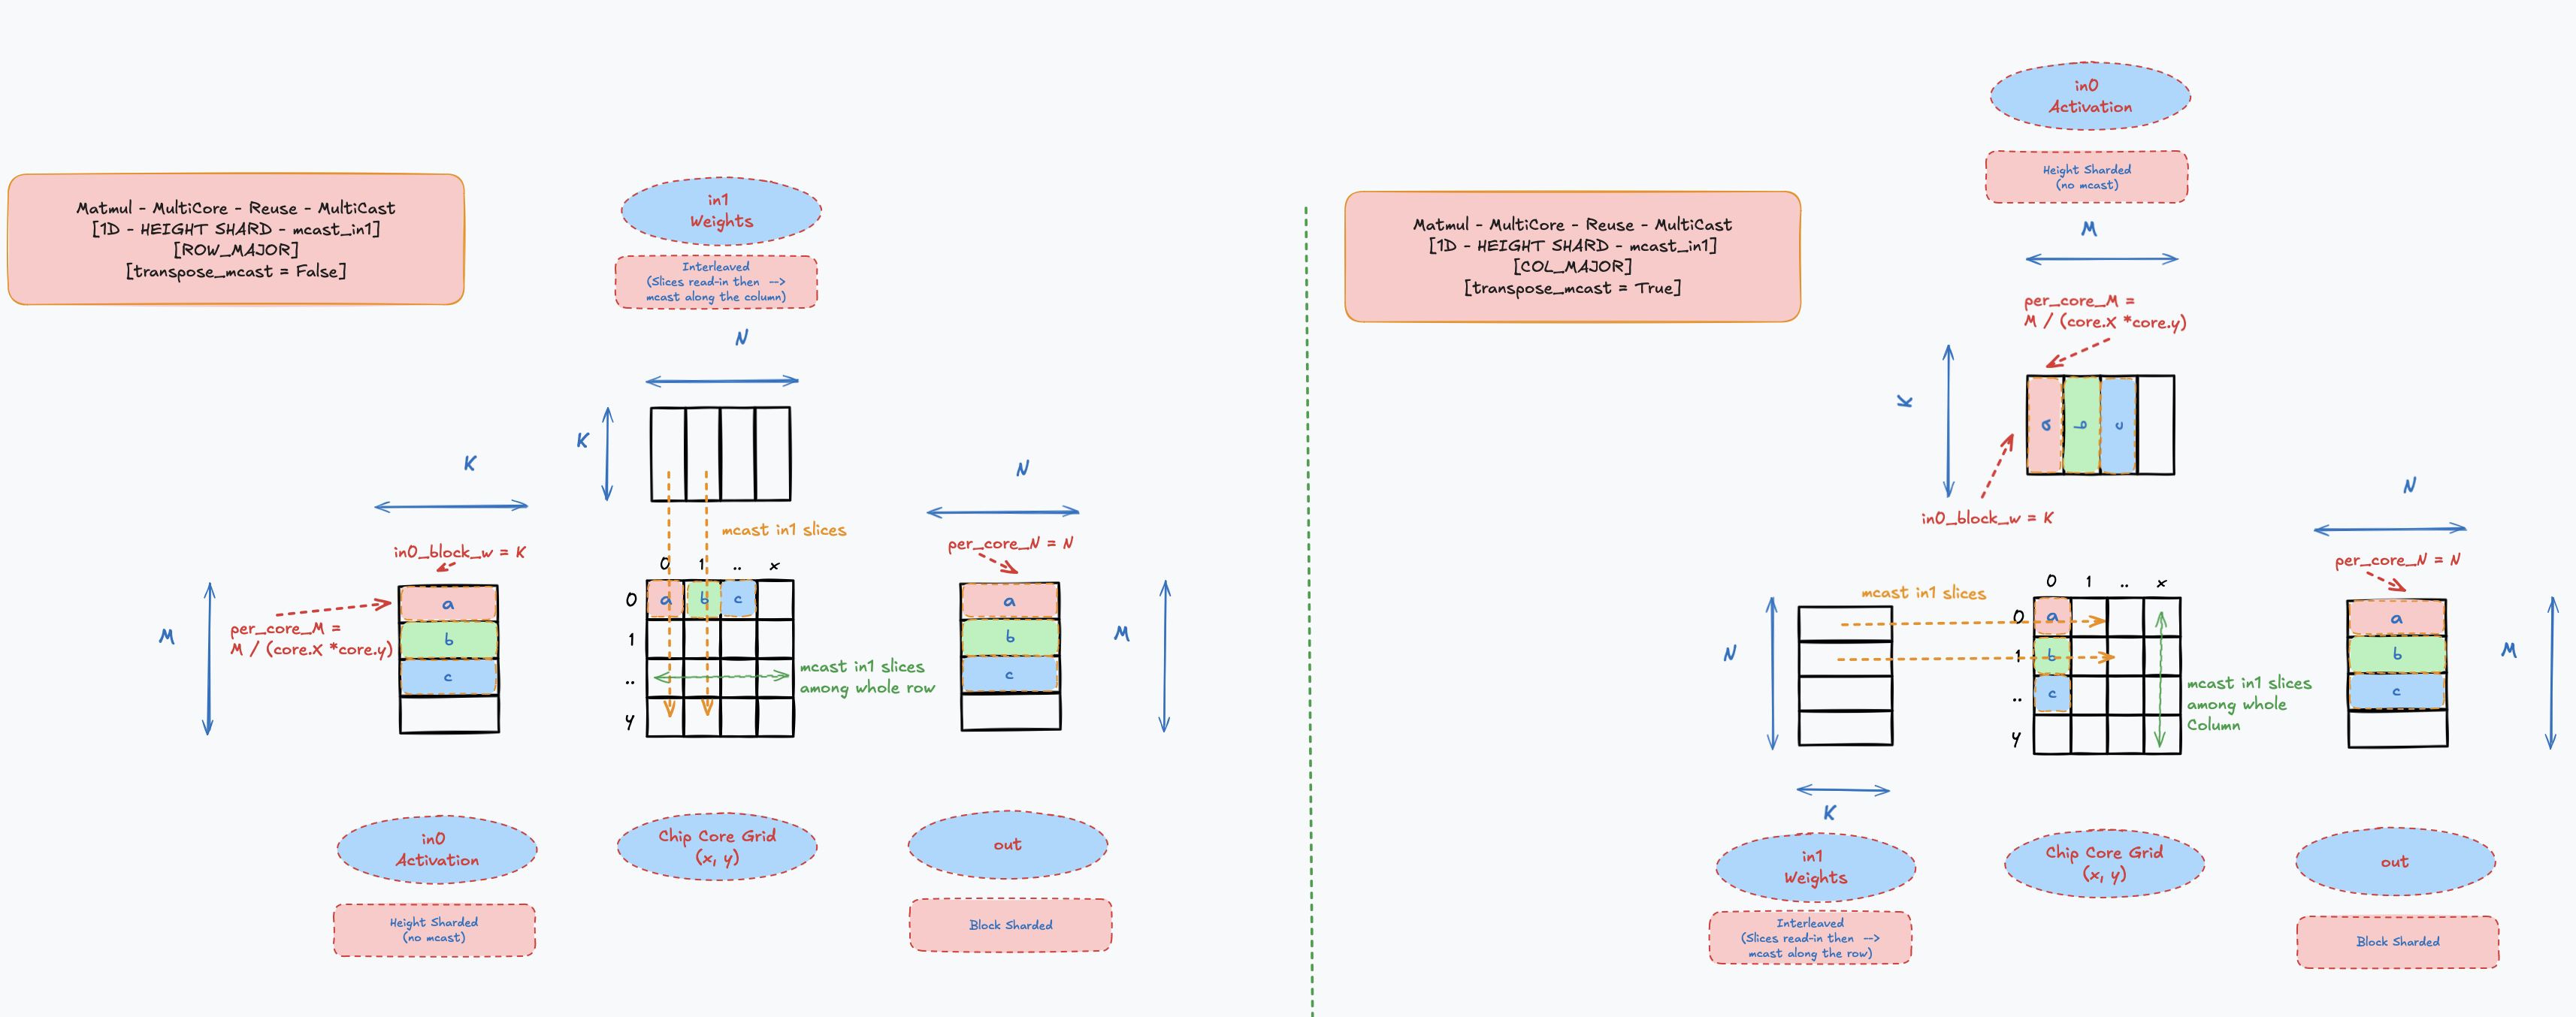 Matmul - MultiCore - Reuse - MultiCast
[1D - HEIGHT SHARD - mcast_in1]
[ROW_MAJOR]
[transpose_mcast = False]
in1
Weights
Interleaved
(Slices read-in then -->
mcast along the column)
N
K
K
N
mcast in1 slices
in0_block_w = K
per_core_N = N
0
1
..
x
M
per_core_M =
M / (core.X *core.y)
a
b
c
0
1
..
y
a
b
c
mcast in1 slices
among whole row
a
b
c
M
in0
Activation
Height Sharded
(no mcast)
Chip Core Grid
(x, y)
out
Block Sharded
in0
Activation
Height Sharded
(no mcast)
Matmul - MultiCore - Reuse - MultiCast
[1D - HEIGHT SHARD - mcast_in1]
[COL_MAJOR]
[transpose_mcast = True]
M
per_core_M =
M / (core.X *core.y)
K
a
b
c
in0_block_w = K
N
per_core_N = N
mcast in1 slices
0
1
..
x
N
0
1
..
y
a
b
c
mcast in1 slices
among whole
Column
a
b
c
M
K
in1
Weights
Interleaved
(Slices read-in then -->
mcast along the row)
Chip Core Grid
(x, y)
out
Block Sharded